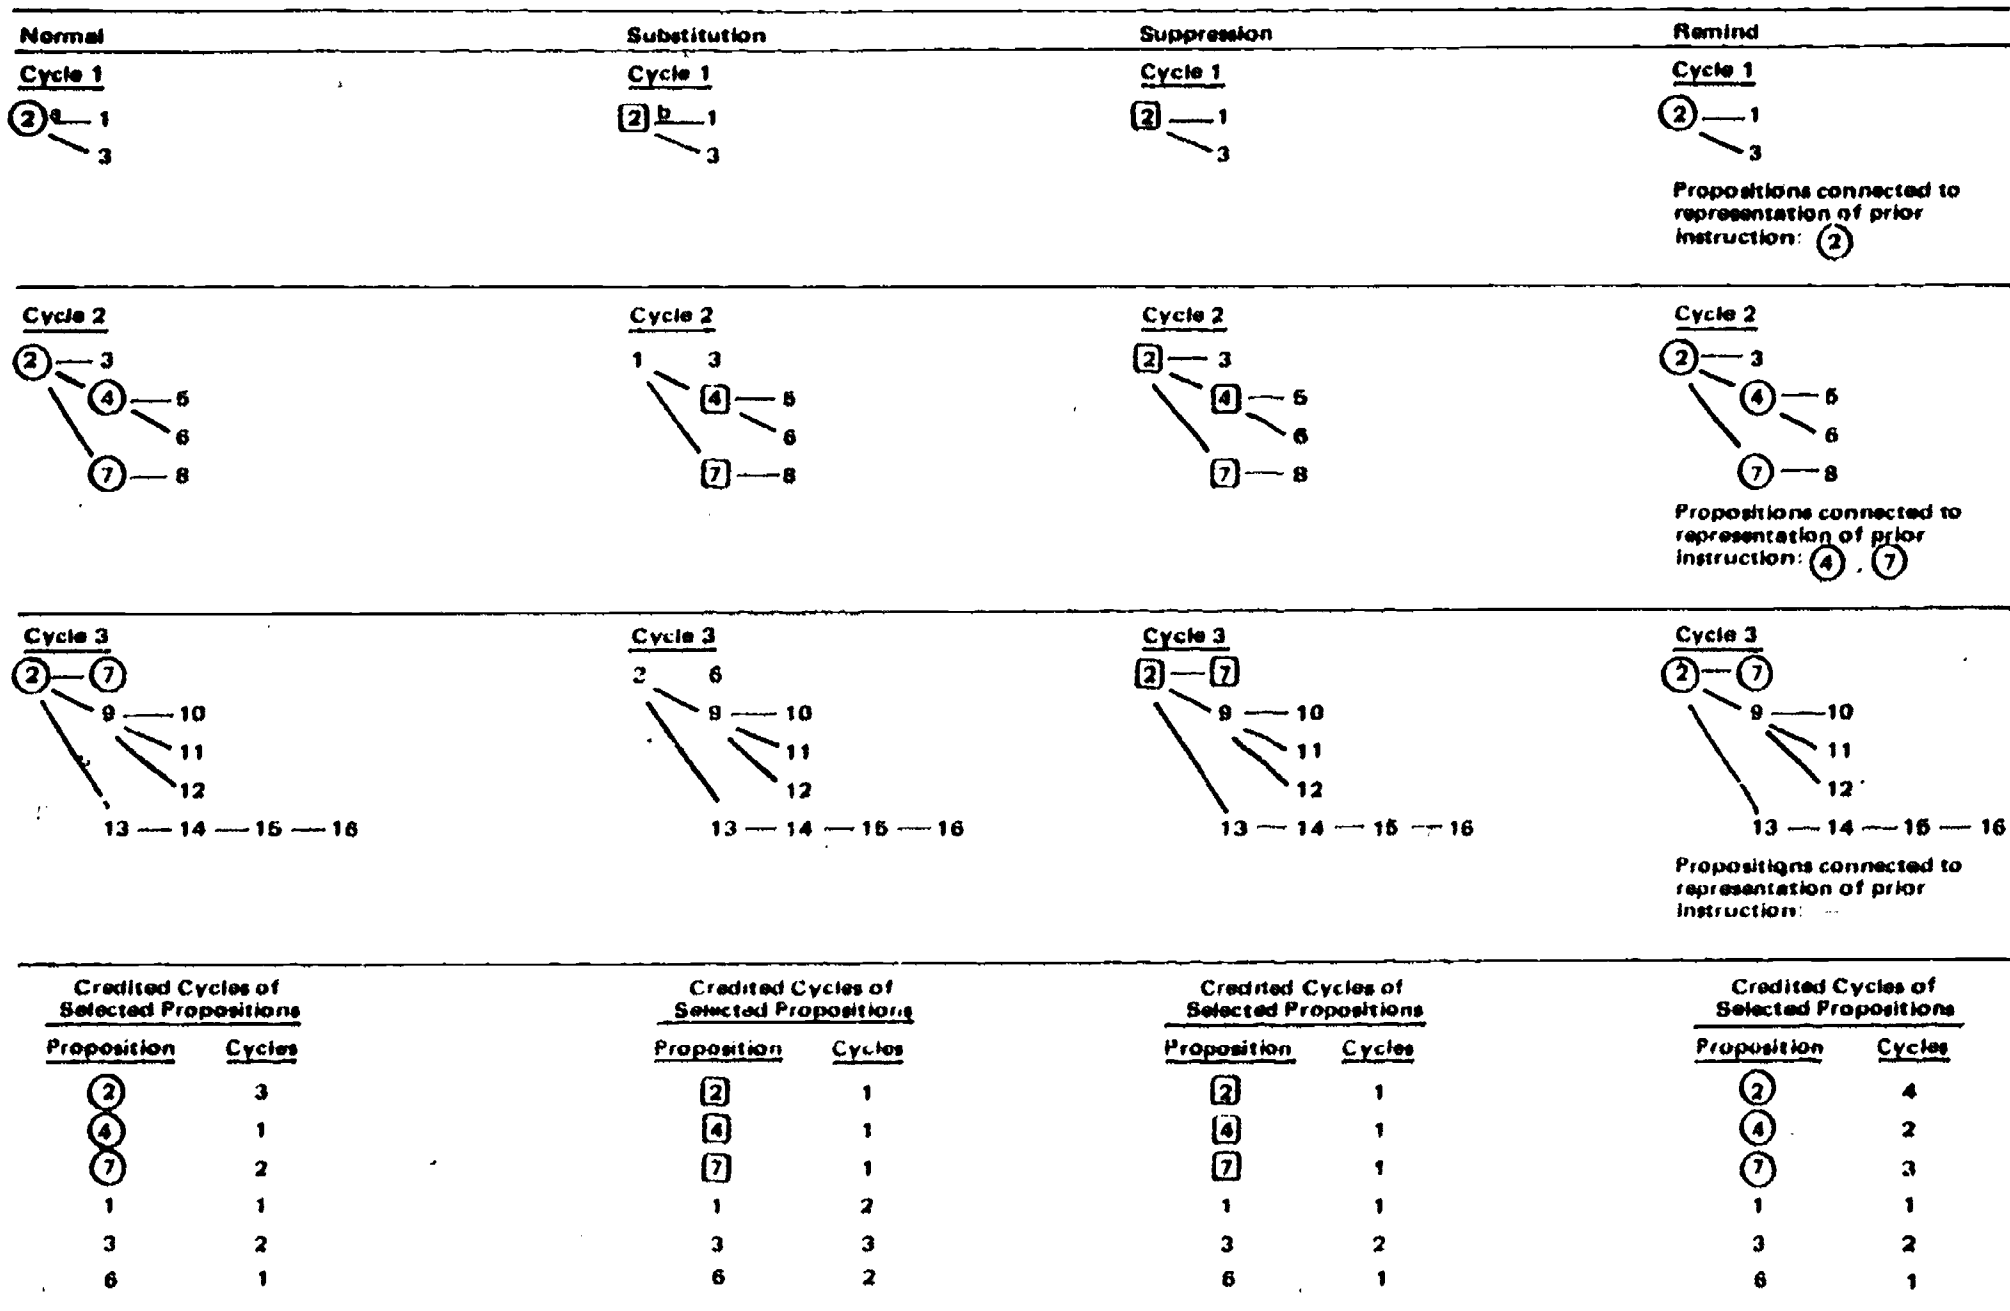 Normal Substitution Suppression Remind
Cycle 1 Cycle 1 Cycle 1 Cycle 1
2 a 1 2 b 1 2 1 2 1
3 3 3 3
Propositions connected to
representation of prior
instruction: 2
Cycle 2 Cycle 2 Cycle 2 Cycle 2
2 3 1 3 2 3 2 3
4 5 4 5 4 5 4 5
6 6 6 6
7 8 7 8 7 8 7 8
Propositions connected to
representation of prior
instruction: 4 , 7
Cycle 3 Cycle 3 Cycle 3 Cycle 3
2 7 2 6 2 7 2 7
9 10 9 10 9 10 9 10
11 11 11 11
12 12 12 12
13 14 15 16 13 14 15 16 13 14 15 16 13 14 15 16
Propositions connected to
representation of prior
instruction: --
Credited Cycles of Credited Cycles of Credited Cycles of Credited Cycles of
Selected Propositions Selected Propositions Selected Propositions Selected Propositions
Proposition Cycles Proposition Cycles Proposition Cycles Proposition Cycles
2 3 2 1 2 1 2 4
4 1 4 1 4 1 4 2
7 2 7 1 7 1 7 3
1 1 1 2 1 1 1 1
3 2 3 3 3 2 3 2
6 1 6 2 6 1 6 1